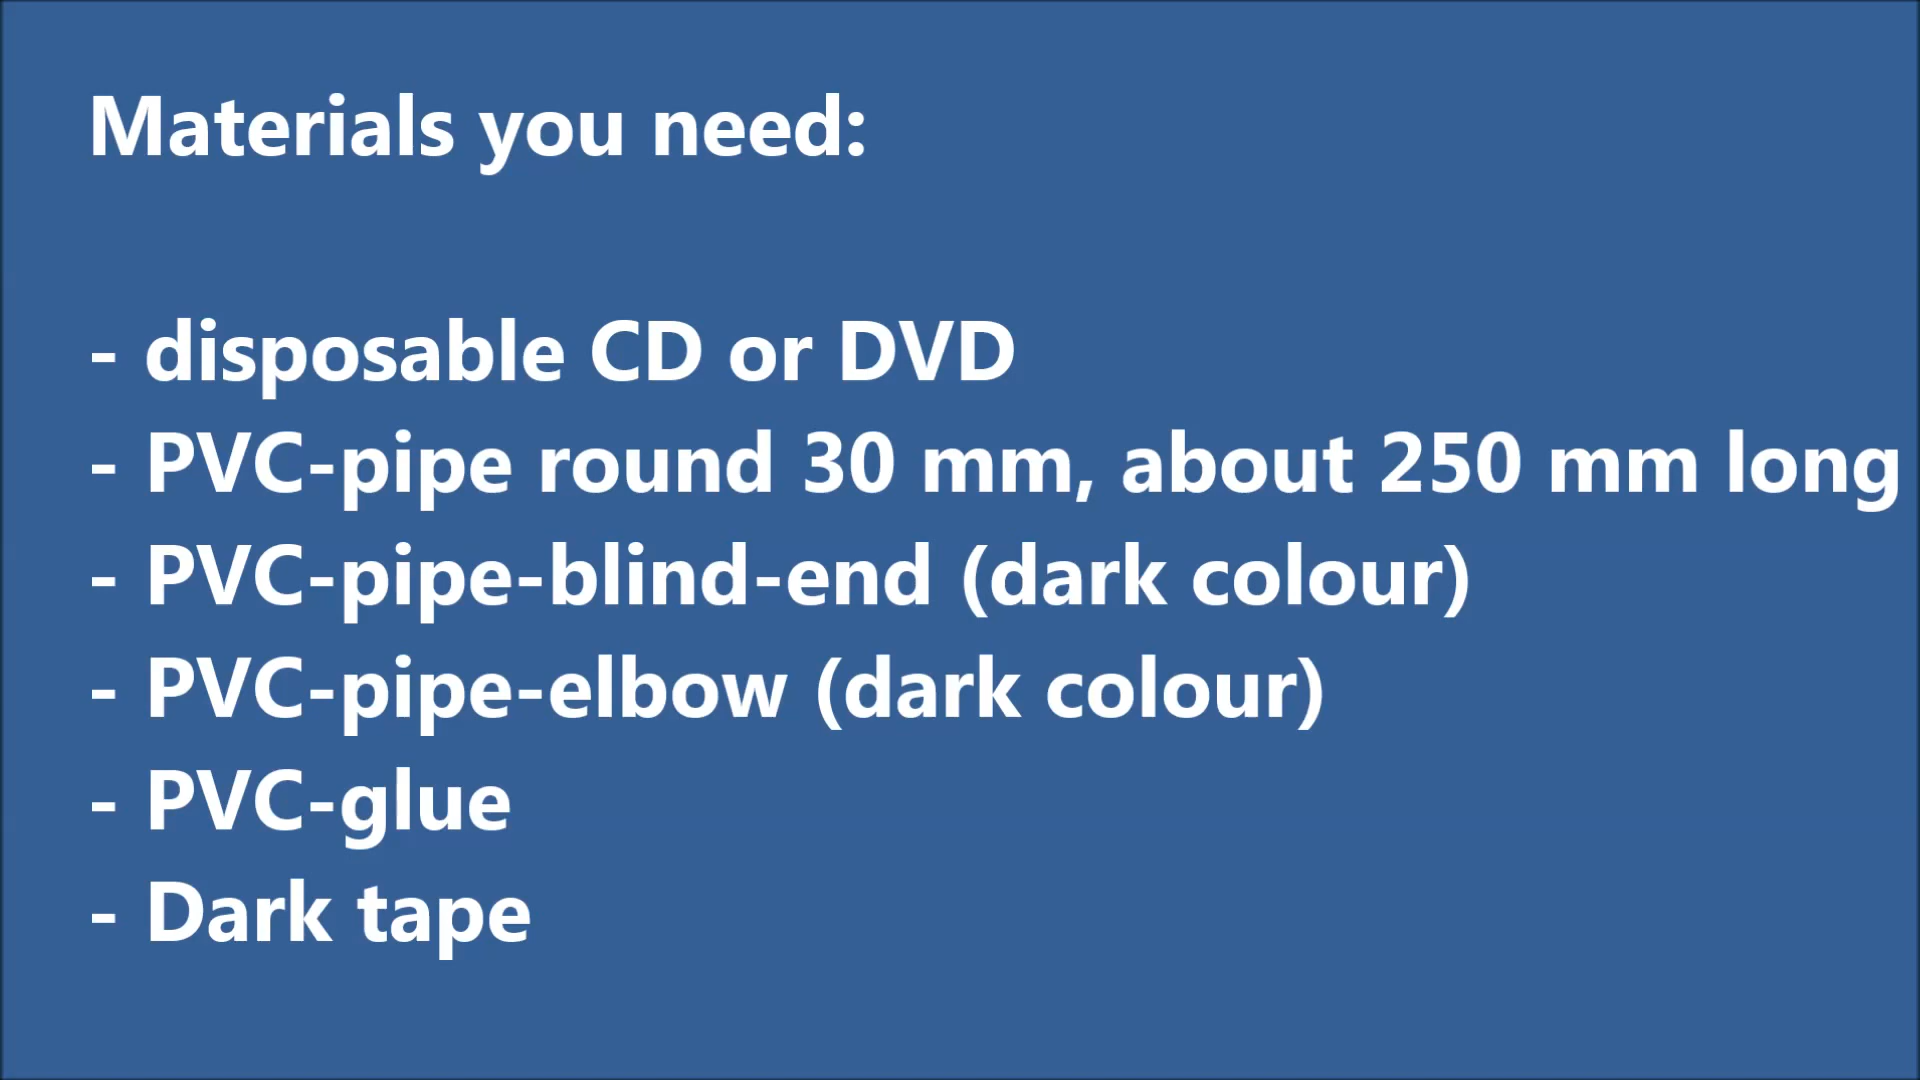 Materials you need:
- disposable CD or DVD
- PVC-pipe round 30 mm, about 250 mm long
- PVC-pipe-blind-end (dark colour)
- PVC-pipe-elbow (dark colour)
- PVC-glue
- Dark tape